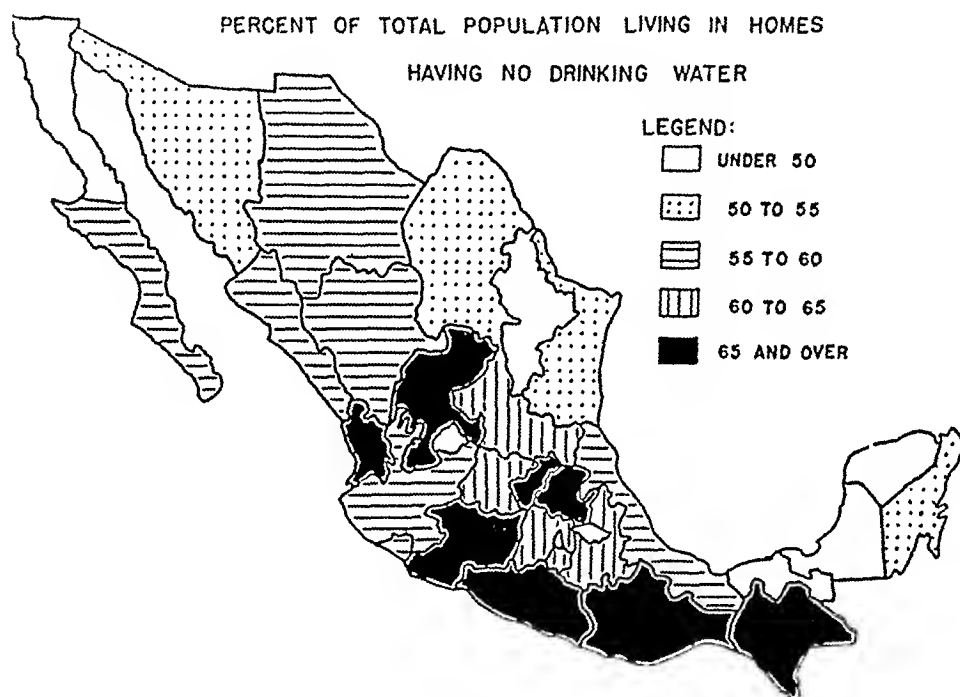 PERCENT OF TOTAL POPULATION LIVING IN HOMES
HAVING NO DRINKING WATER
LEGEND:
UNDER 50
50 TO 55
55 TO 60
60 TO 65
65 AND OVER